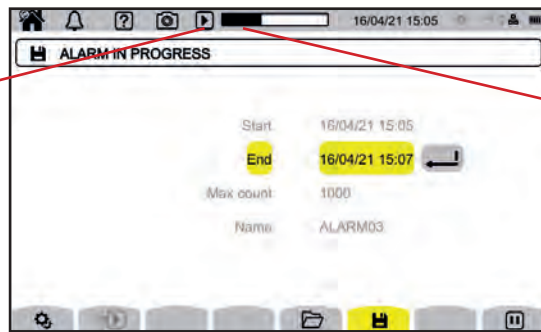 16/04/21 15:05
ALARM IN PROGRESS
Start 16/04/21 15:05
End 16/04/21 15:07
Max count 1000
Name ALARM03